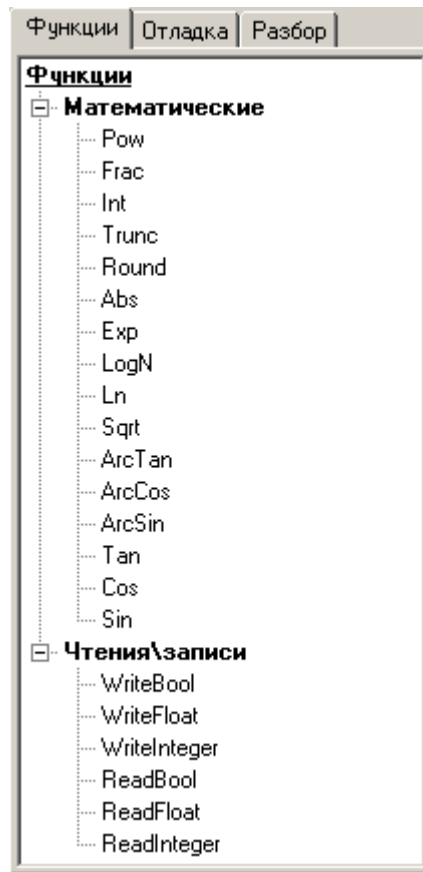 Функции Отладка Разбор
Функции
Математические
Pow
Frac
Int
Trunc
Round
Abs
Exp
LogN
Ln
Sqrt
ArcTan
ArcCos
ArcSin
Tan
Cos
Sin
Чтения\записи
WriteBool
WriteFloat
WriteInteger
ReadBool
ReadFloat
ReadInteger